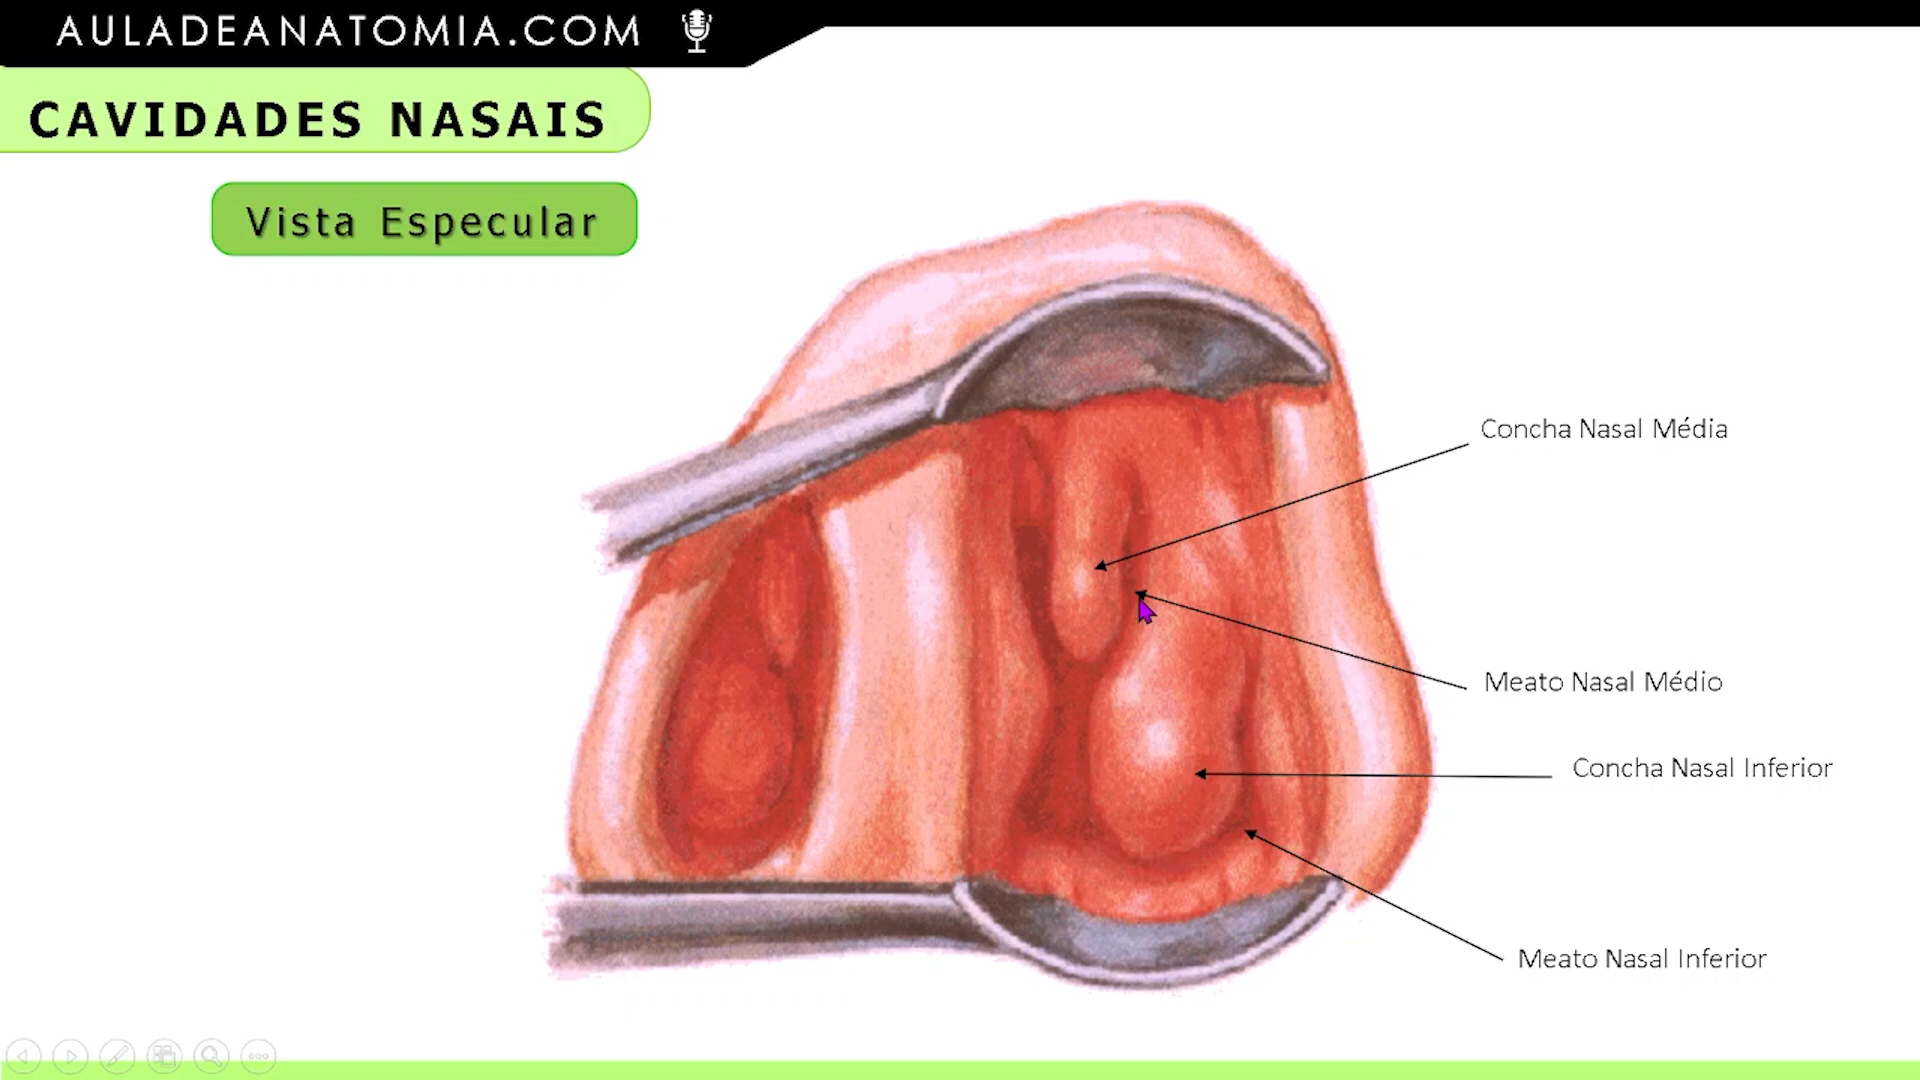 AULADEANATOMIA.COM
CAVIDADES NASAIS
Vista Especular
Concha Nasal Média
Meato Nasal Médio
Concha Nasal Inferior
Meato Nasal Inferior